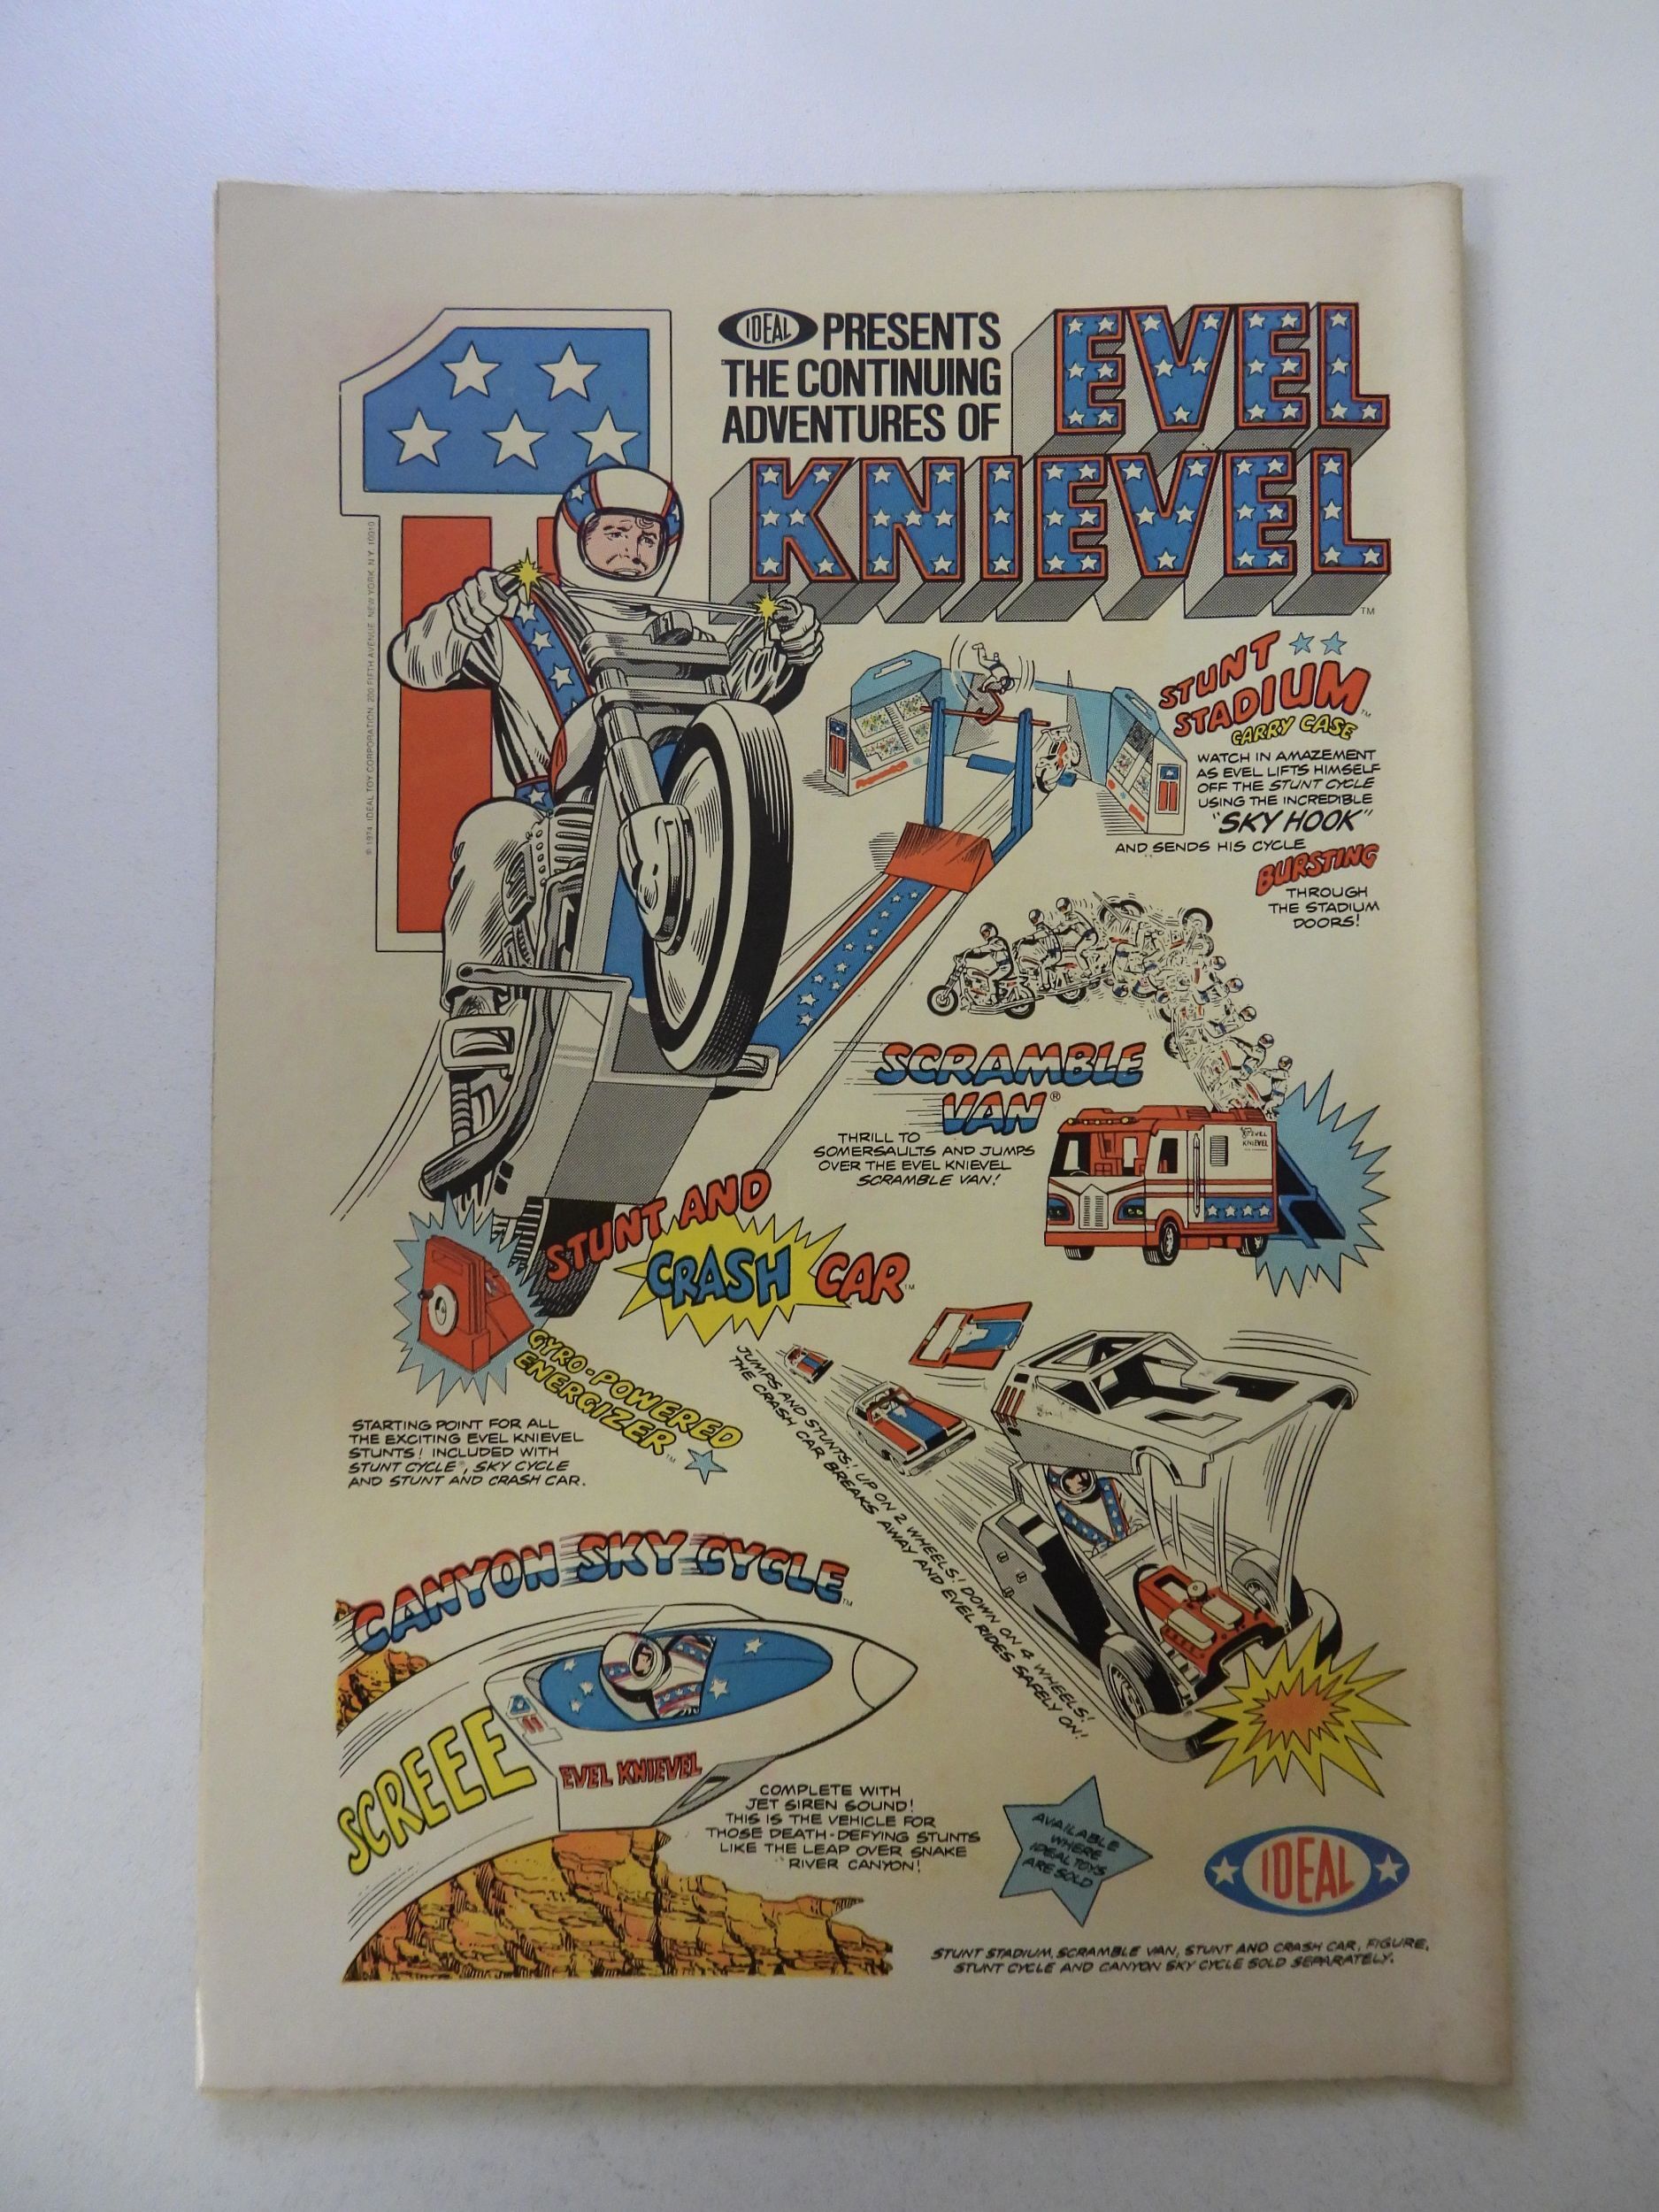 IDEAL PRESENTS
THE CONTINUING
ADVENTURES OF
EVEL
KNIEVEL
TM
© 1974, IDEAL TOY CORPORATION, 200 FIFTH AVENUE, NEW YORK, N.Y. 10010
STUNT
STADIUM™
CARRY CASE
WATCH IN AMAZEMENT
AS EVEL LIFTS HIMSELF
OFF THE STUNT CYCLE
USING THE INCREDIBLE
"SKY HOOK"
AND SENDS HIS CYCLE
BURSTING
THROUGH
THE STADIUM
DOORS!
SCRAMBLE
VAN®
THRILL TO
SOMERSAULTS AND JUMPS
OVER THE EVEL KNIEVEL
SCRAMBLE VAN!
EVEL
KNIEVEL
STUNT AND
CRASH CAR™
GYRO-POWERED
ENERGIZER™
STARTING POINT FOR ALL
THE EXCITING EVEL KNIEVEL
STUNTS! INCLUDED WITH
STUNT CYCLE®, SKY CYCLE
AND STUNT AND CRASH CAR.
JUMPS AND STUNTS! UP ON 2 WHEELS! DOWN ON 4 WHEELS!
THE CRASH CAR BREAKS AWAY AND EVEL RIDES SAFELY ON!
CANYON SKY CYCLE™
SCREEE
EVEL KNIEVEL
COMPLETE WITH
JET SIREN SOUND!
THIS IS THE VEHICLE FOR
THOSE DEATH-DEFYING STUNTS
LIKE THE LEAP OVER SNAKE
RIVER CANYON!
AVAILABLE
WHERE
IDEAL TOYS
ARE SOLD
IDEAL
STUNT STADIUM, SCRAMBLE VAN, STUNT AND CRASH CAR, FIGURE,
STUNT CYCLE AND CANYON SKY CYCLE SOLD SEPARATELY.